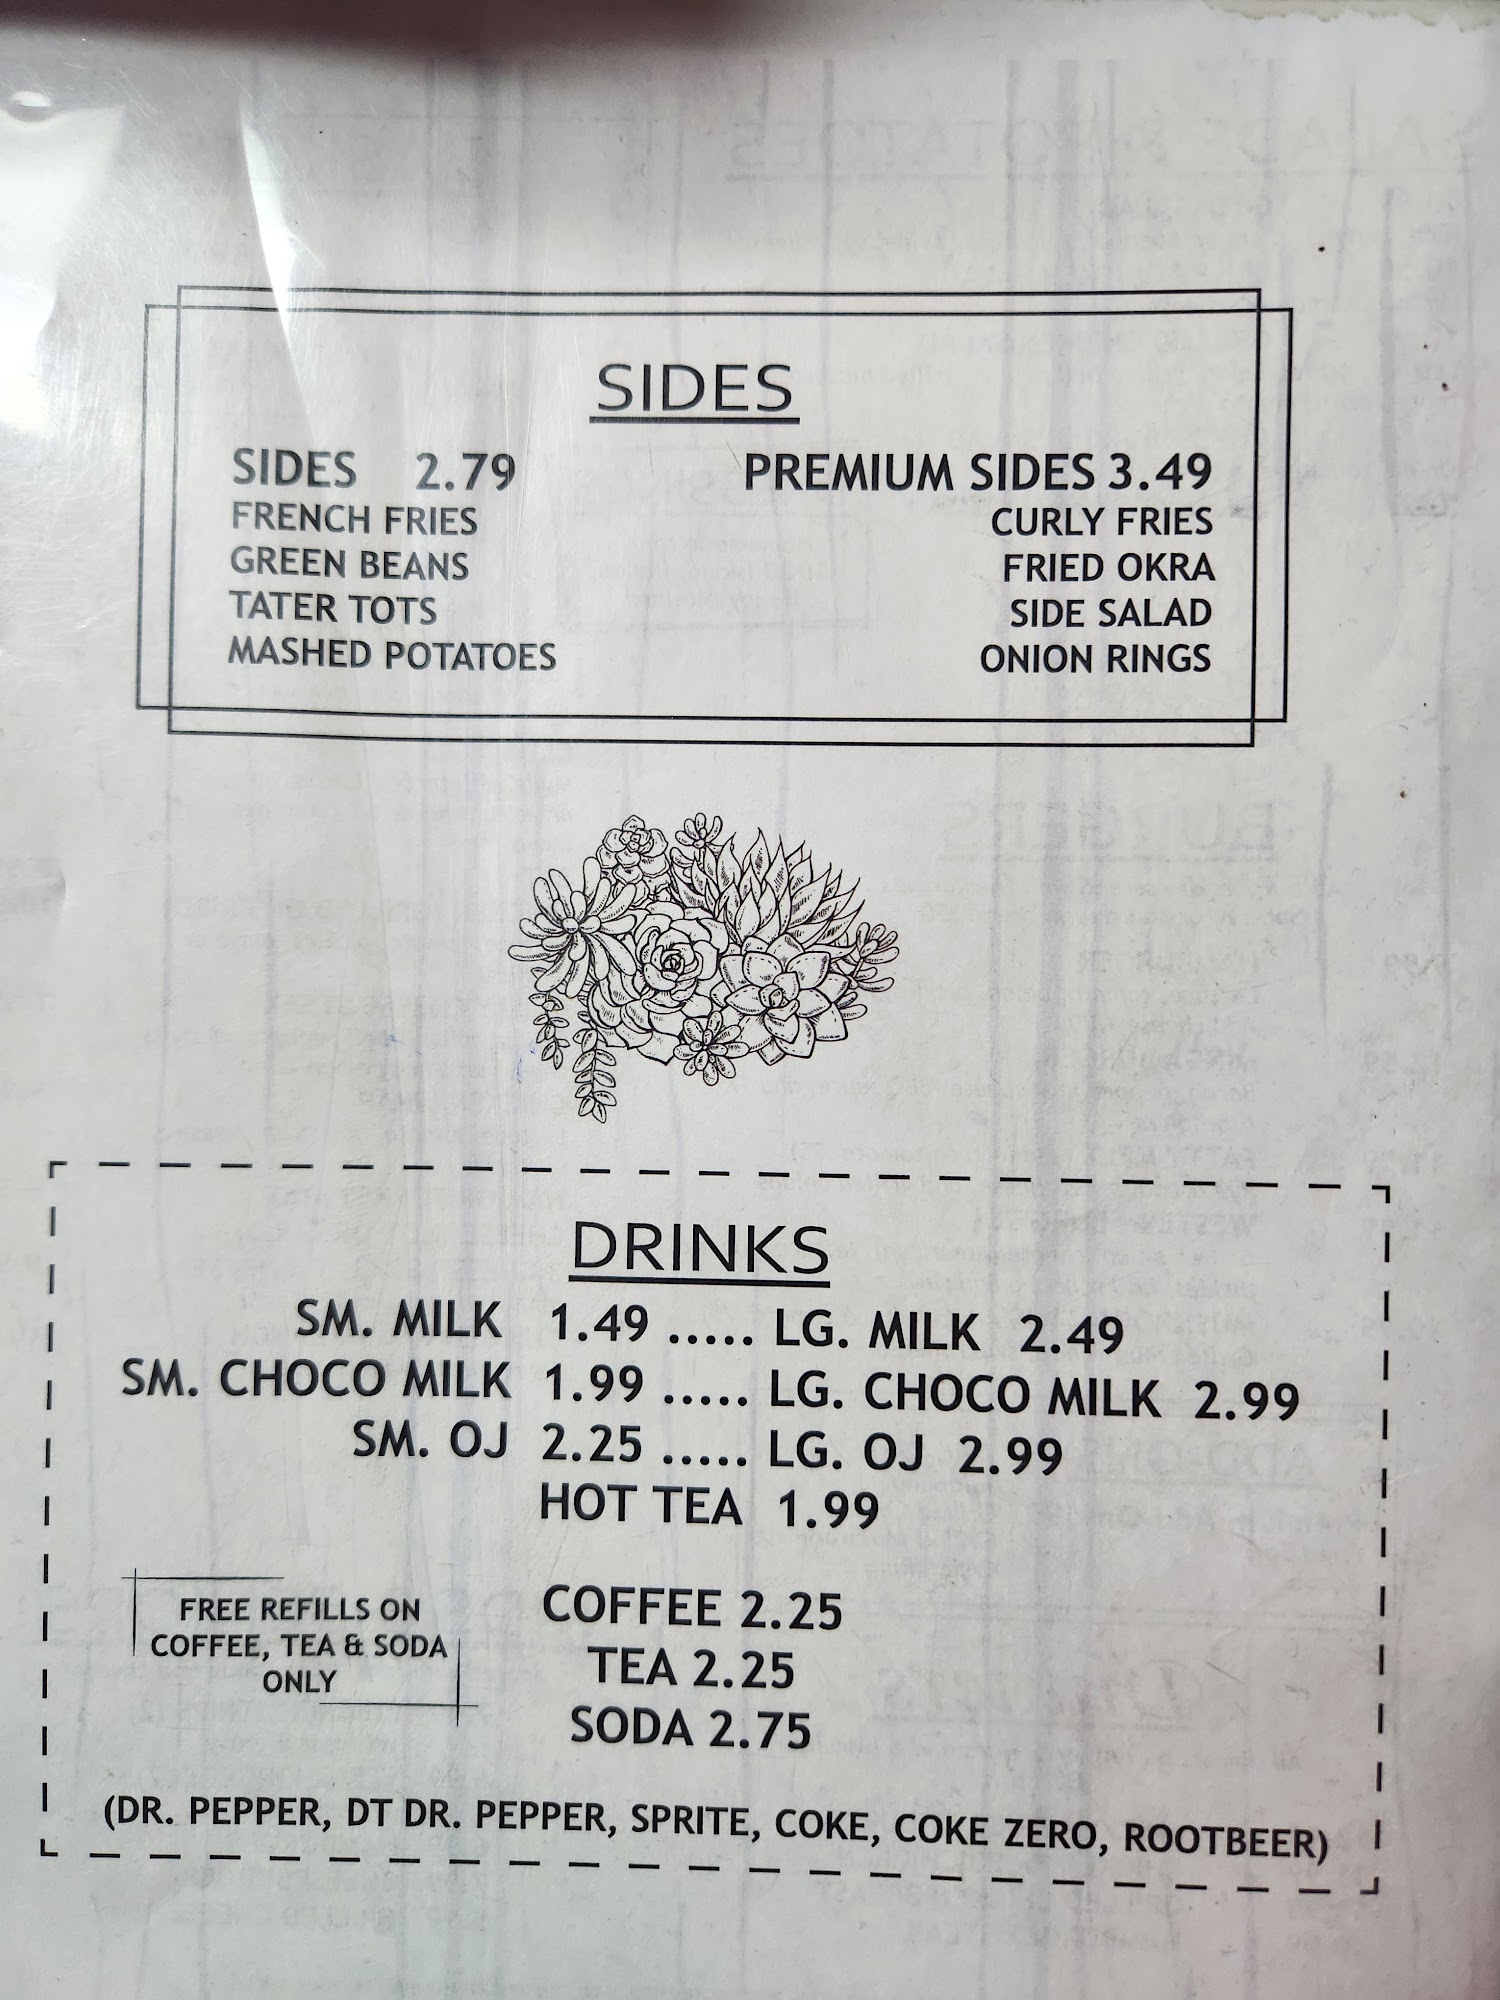 SIDES
SIDES 2.79
FRENCH FRIES
GREEN BEANS
TATER TOTS
MASHED POTATOES
PREMIUM SIDES 3.49
CURLY FRIES
FRIED OKRA
SIDE SALAD
ONION RINGS
DRINKS
SM. MILK 1.49 ..... LG. MILK 2.49
SM. CHOCO MILK 1.99 ..... LG. CHOCO MILK 2.99
SM. OJ 2.25 ..... LG. OJ 2.99
HOT TEA 1.99
FREE REFILLS ON
COFFEE, TEA & SODA
ONLY
COFFEE 2.25
TEA 2.25
SODA 2.75
(DR. PEPPER, DT DR. PEPPER, SPRITE, COKE, COKE ZERO, ROOTBEER)